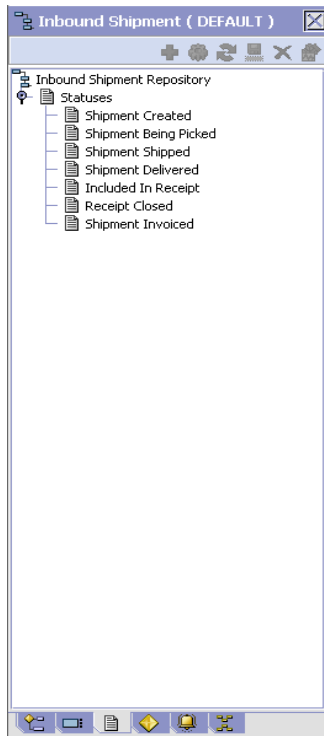 Inbound Shipment ( DEFAULT )
Inbound Shipment Repository
Statuses
Shipment Created
Shipment Being Picked
Shipment Shipped
Shipment Delivered
Included In Receipt
Receipt Closed
Shipment Invoiced